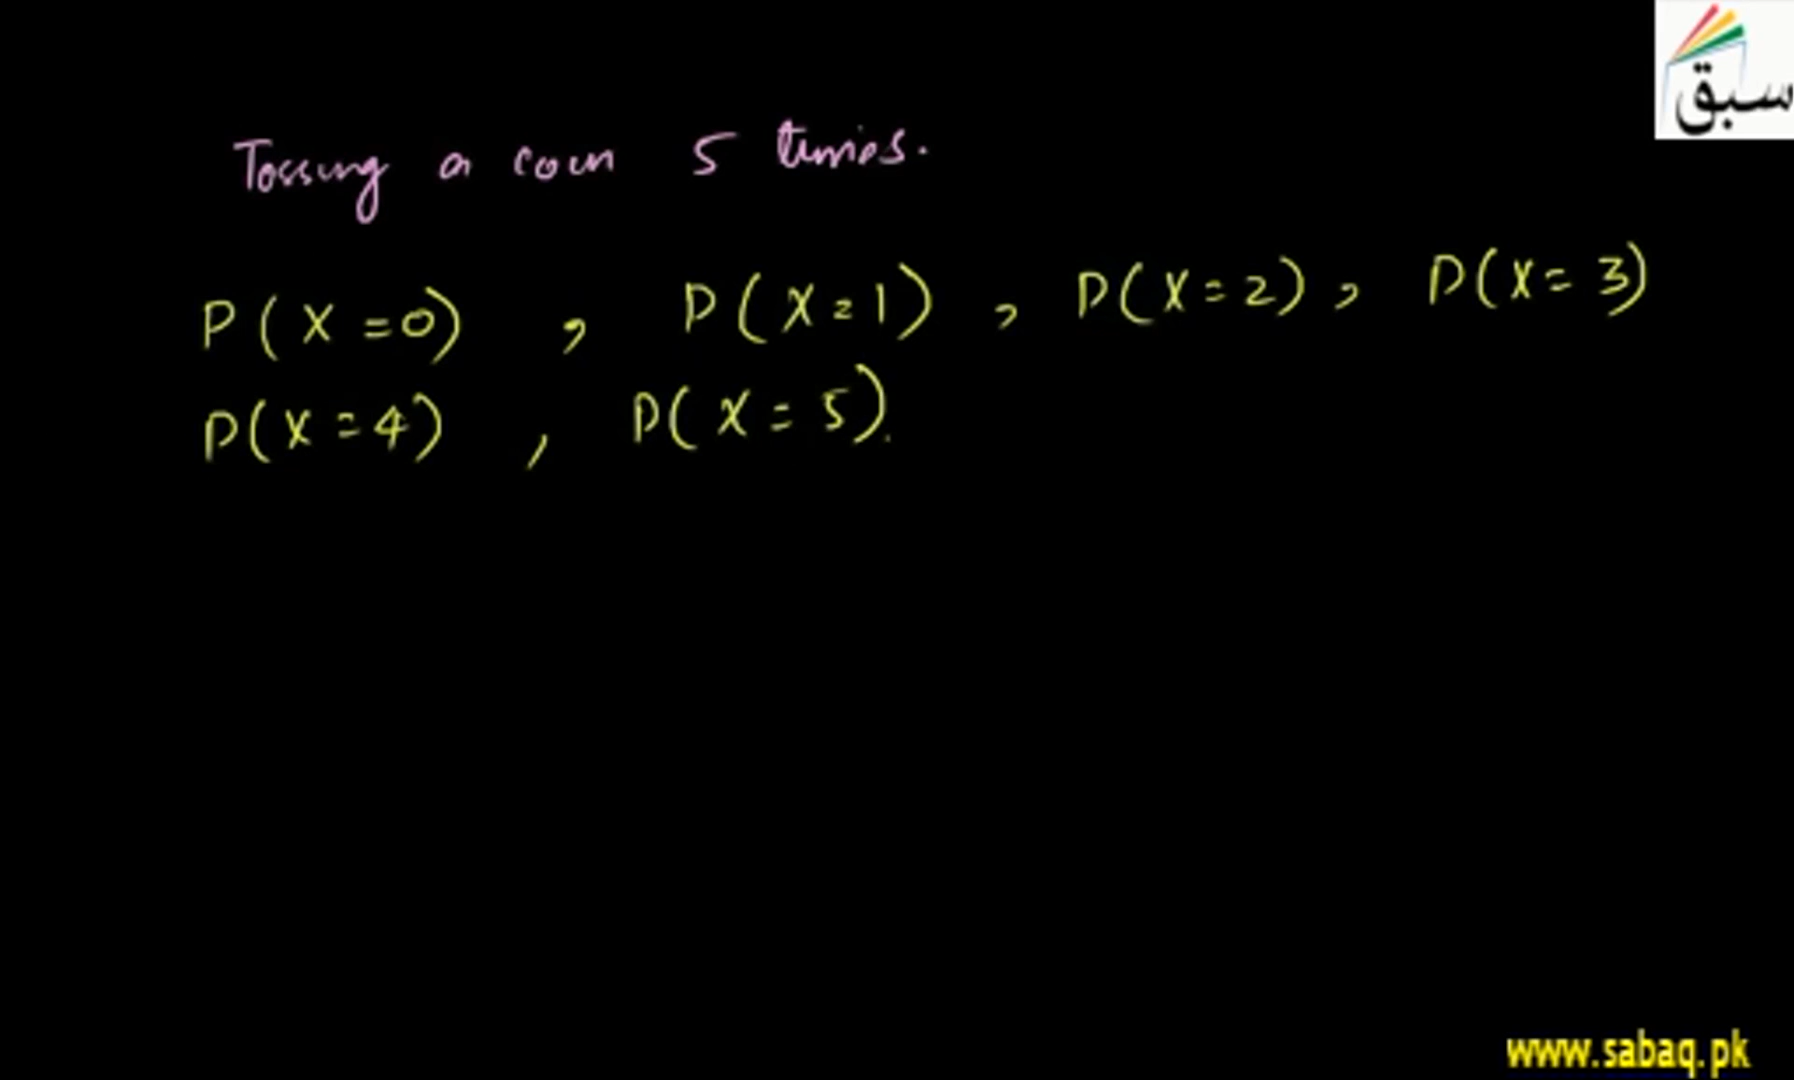 سبق
Tossing a coin 5 times.
P(X=0) , P(X=1) , P(X=2) , P(X=3)
P(X=4) , P(X=5).
www.sabaq.pk